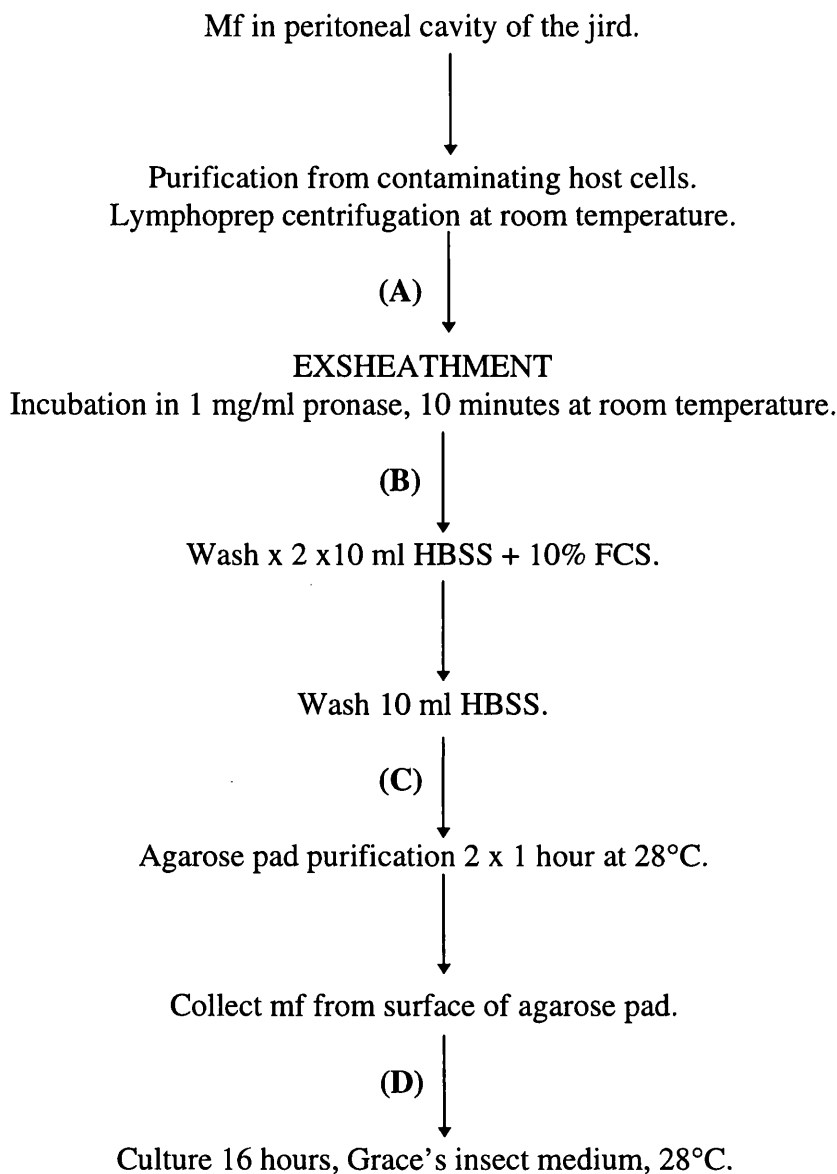 Mf in peritoneal cavity of the jird.
Purification from contaminating host cells.
Lymphoprep centrifugation at room temperature.
(A)
EXSHEATHMENT
Incubation in 1 mg/ml pronase, 10 minutes at room temperature.
(B)
Wash x 2 x10 ml HBSS + 10% FCS.
Wash 10 ml HBSS.
(C)
Agarose pad purification 2 x 1 hour at 28°C.
Collect mf from surface of agarose pad.
(D)
Culture 16 hours, Grace's insect medium, 28°C.